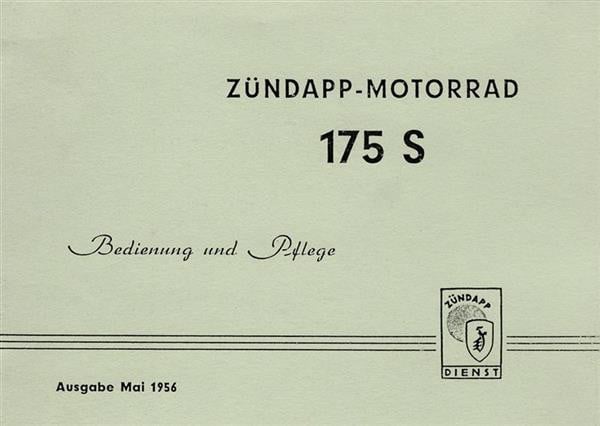 ZÜNDAPP-MOTORRAD
175 S
Bedienung und Pflege
ZÜNDAPP
DIENST
Ausgabe Mai 1956